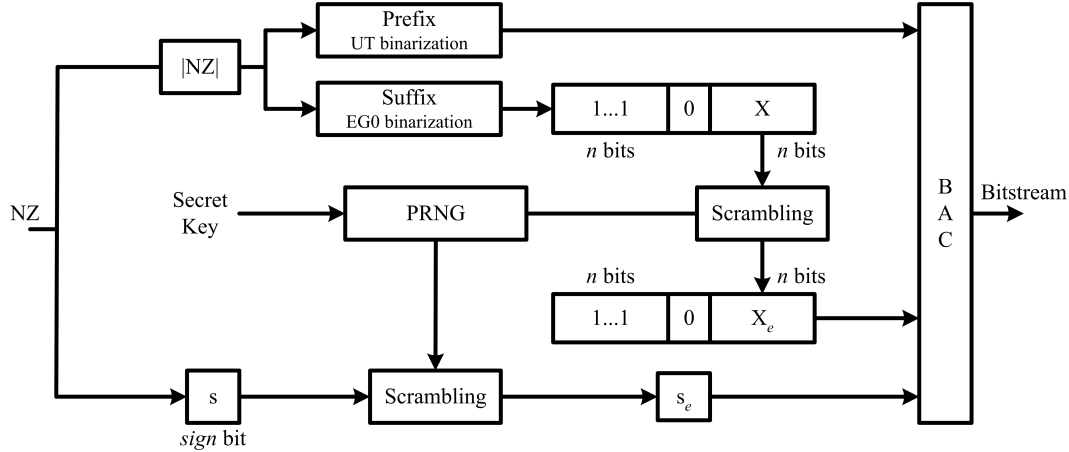 Prefix
UT binarization
|NZ|
Suffix
EG0 binarization
1...1 0 X
n bits n bits
NZ
Secret
Key
PRNG
Scrambling
B
A
C
Bitstream
n bits n bits
1...1 0 Xe
s
sign bit
Scrambling
se